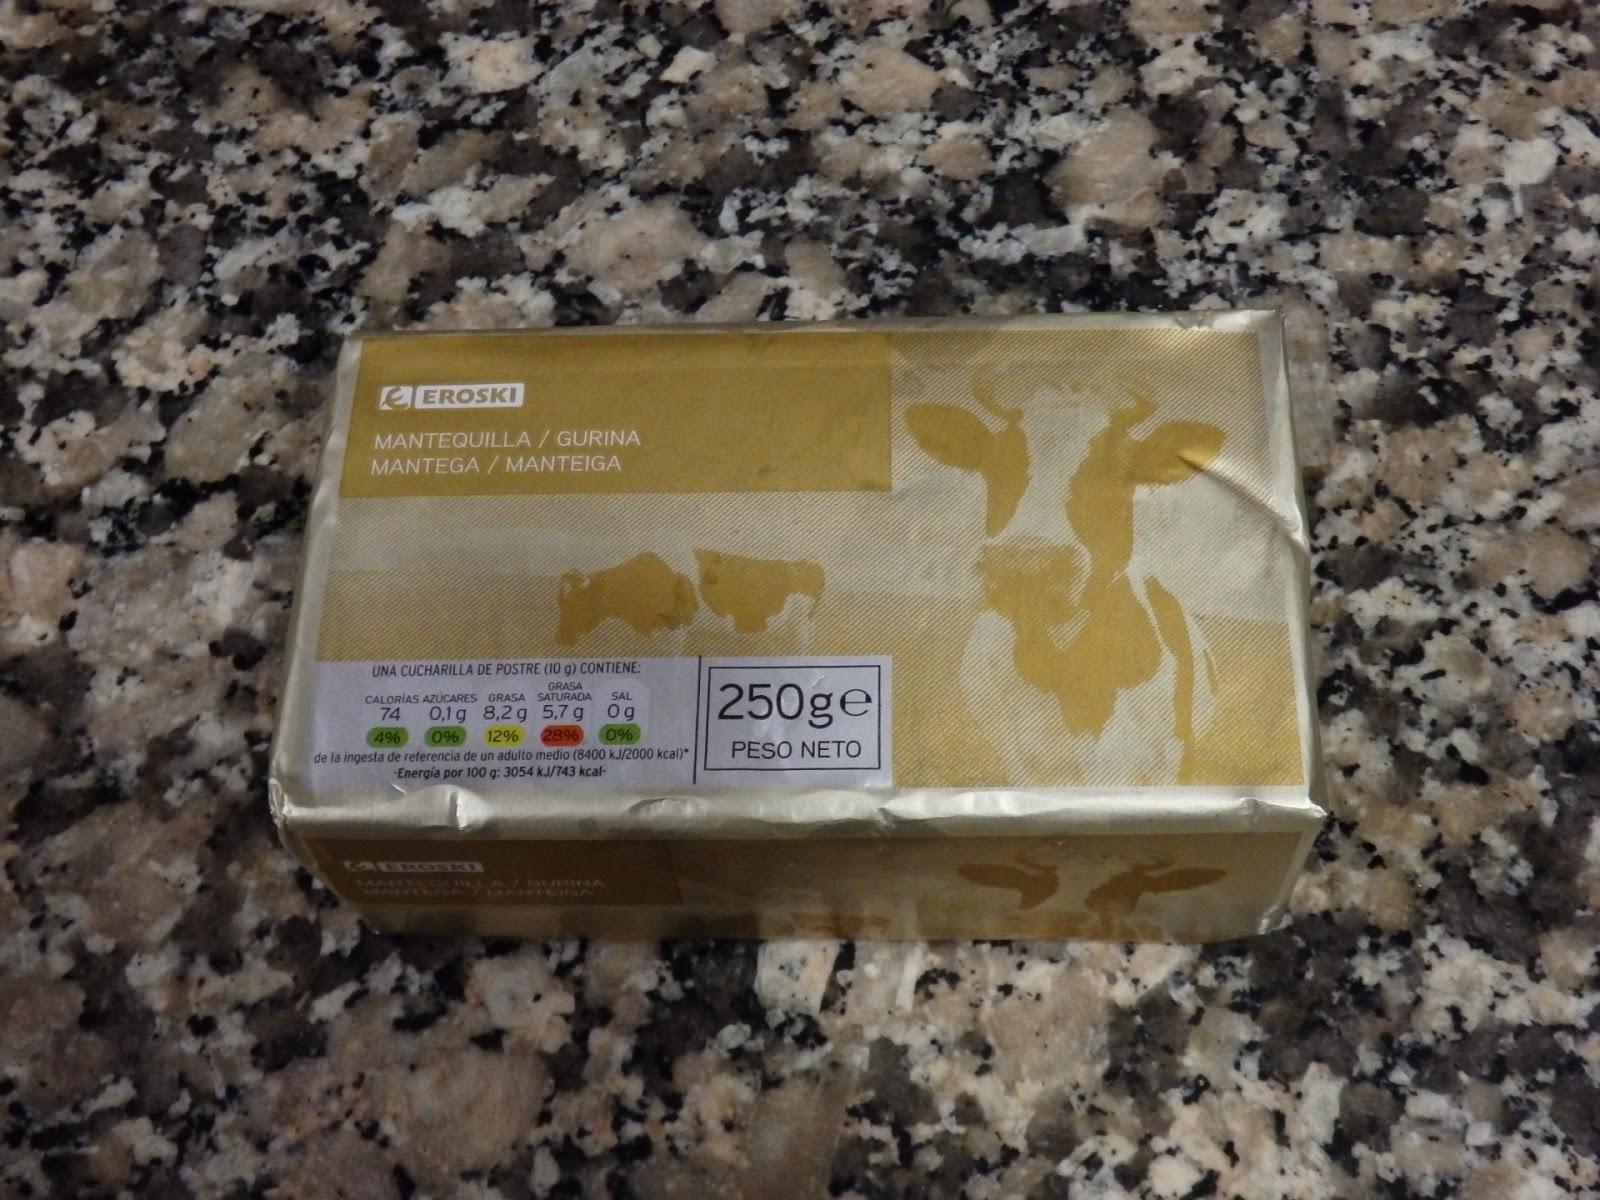 EROSKI
MANTEQUILLA / GURINA
MANTEGA / MANTEIGA
UNA CUCHARILLA DE POSTRE (10 g) CONTIENE:
CALORÍAS AZÚCARES GRASA GRASA SATURADA SAL
74 0,1 g 8,2 g 5,7 g 0 g
4% 0% 12% 28% 0%
de la ingesta de referencia de un adulto medio (8400 kJ/2000 kcal)*
·Energía por 100 g: 3054 kJ/743 kcal·
250g e
PESO NETO
EROSKI
MANTEQUILLA / GURINA
MANTEGA / MANTEIGA